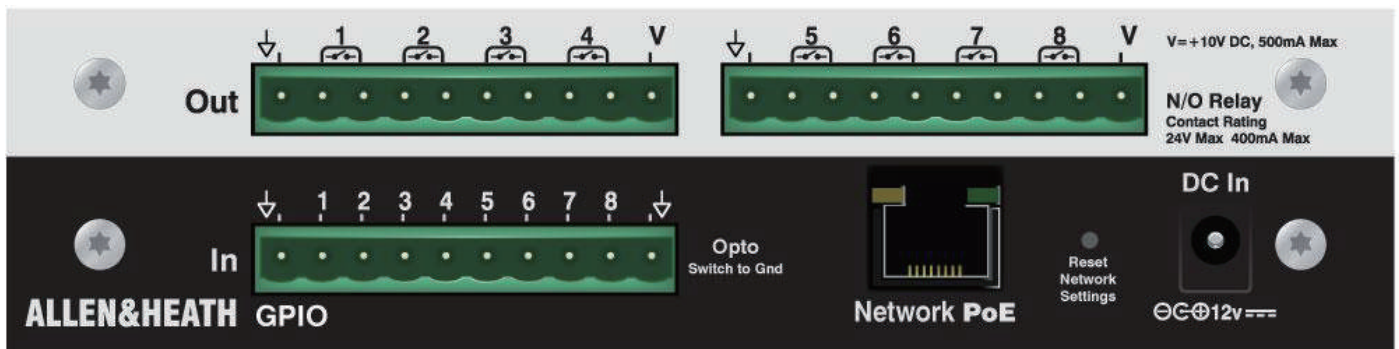 1 2 3 4 V
5 6 7 8 V
V=+10V DC, 500mA Max
Out
N/O Relay
Contact Rating
24V Max 400mA Max
1 2 3 4 5 6 7 8
In
Opto
Switch to Gnd
ALLEN&HEATH
GPIO
Network PoE
Reset
Network
Settings
DC In
12v